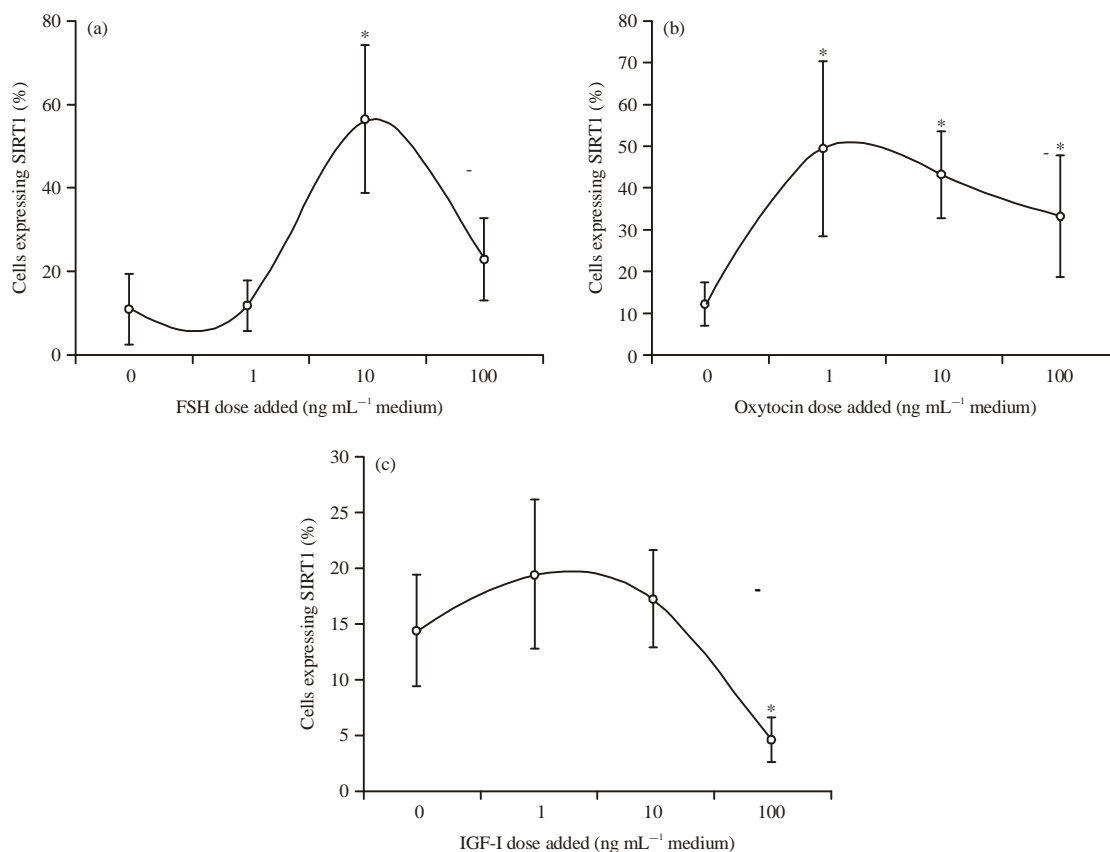 (a)
80
60
40
20
0
Cells expressing SIRT1 (%)
*
-
0 1 10 100
FSH dose added (ng mL⁻¹ medium)
(b)
80
70
60
50
40
30
20
10
0
Cells expressing SIRT1 (%)
*
*
- *
0 1 10 100
Oxytocin dose added (ng mL⁻¹ medium)
(c)
30
25
20
15
10
5
0
Cells expressing SIRT1 (%)
-
*
0 1 10 100
IGF-I dose added (ng mL⁻¹ medium)